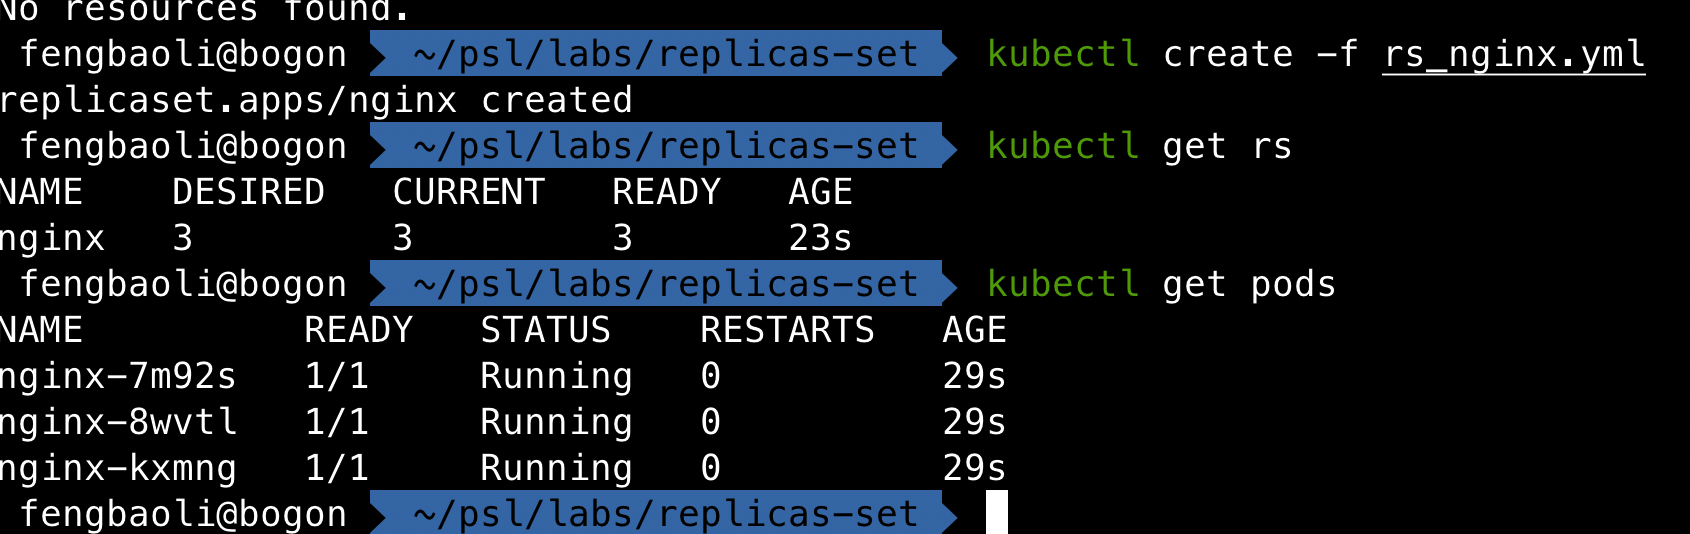 No resources found.
fengbaoli@bogon ~/psl/labs/replicas-set kubectl create -f rs_nginx.yml
replicaset.apps/nginx created
fengbaoli@bogon ~/psl/labs/replicas-set kubectl get rs
NAME DESIRED CURRENT READY AGE
nginx 3 3 3 23s
fengbaoli@bogon ~/psl/labs/replicas-set kubectl get pods
NAME READY STATUS RESTARTS AGE
nginx-7m92s 1/1 Running 0 29s
nginx-8wvtl 1/1 Running 0 29s
nginx-kxmng 1/1 Running 0 29s
fengbaoli@bogon ~/psl/labs/replicas-set